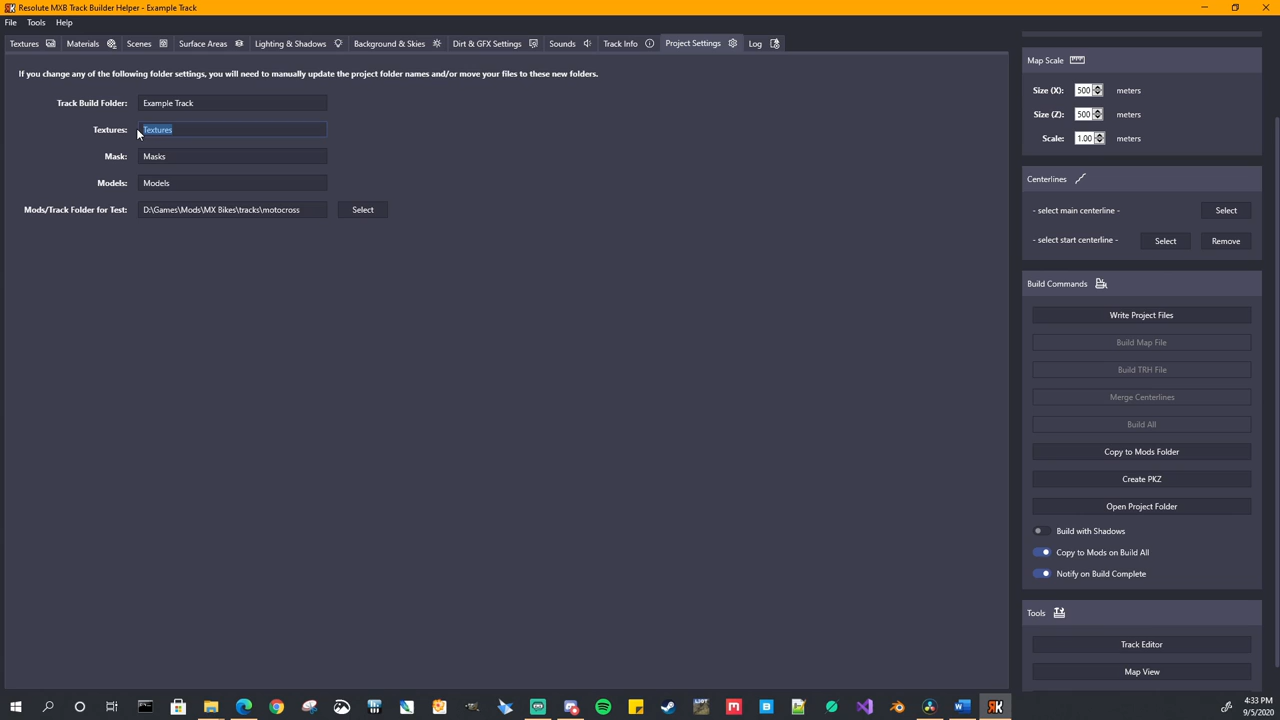 Resolute MXB Track Builder Helper - Example Track
File Tools Help
Textures Materials Scenes Surface Areas Lighting & Shadows Background & Skies Dirt & GFX Settings Sounds Track Info Project Settings Log
If you change any of the following folder settings, you will need to manually update the project folder names and/or move your files to these new folders.
Track Build Folder: Example Track
Textures: Textures
Mask: Masks
Models: Models
Mods/Track Folder for Test: D:\Games\Mods\MX Bikes\tracks\motocross Select
Map Scale
Size (X): 500 meters
Size (Z): 500 meters
Scale: 1.00 meters
Centerlines
- select main centerline - Select
- select start centerline - Select Remove
Build Commands
Write Project Files
Build Map File
Build TRH File
Merge Centerlines
Build All
Copy to Mods Folder
Create PKZ
Open Project Folder
Build with Shadows
Copy to Mods on Build All
Notify on Build Complete
Tools
Track Editor
Map View
4:33 PM
9/5/2020